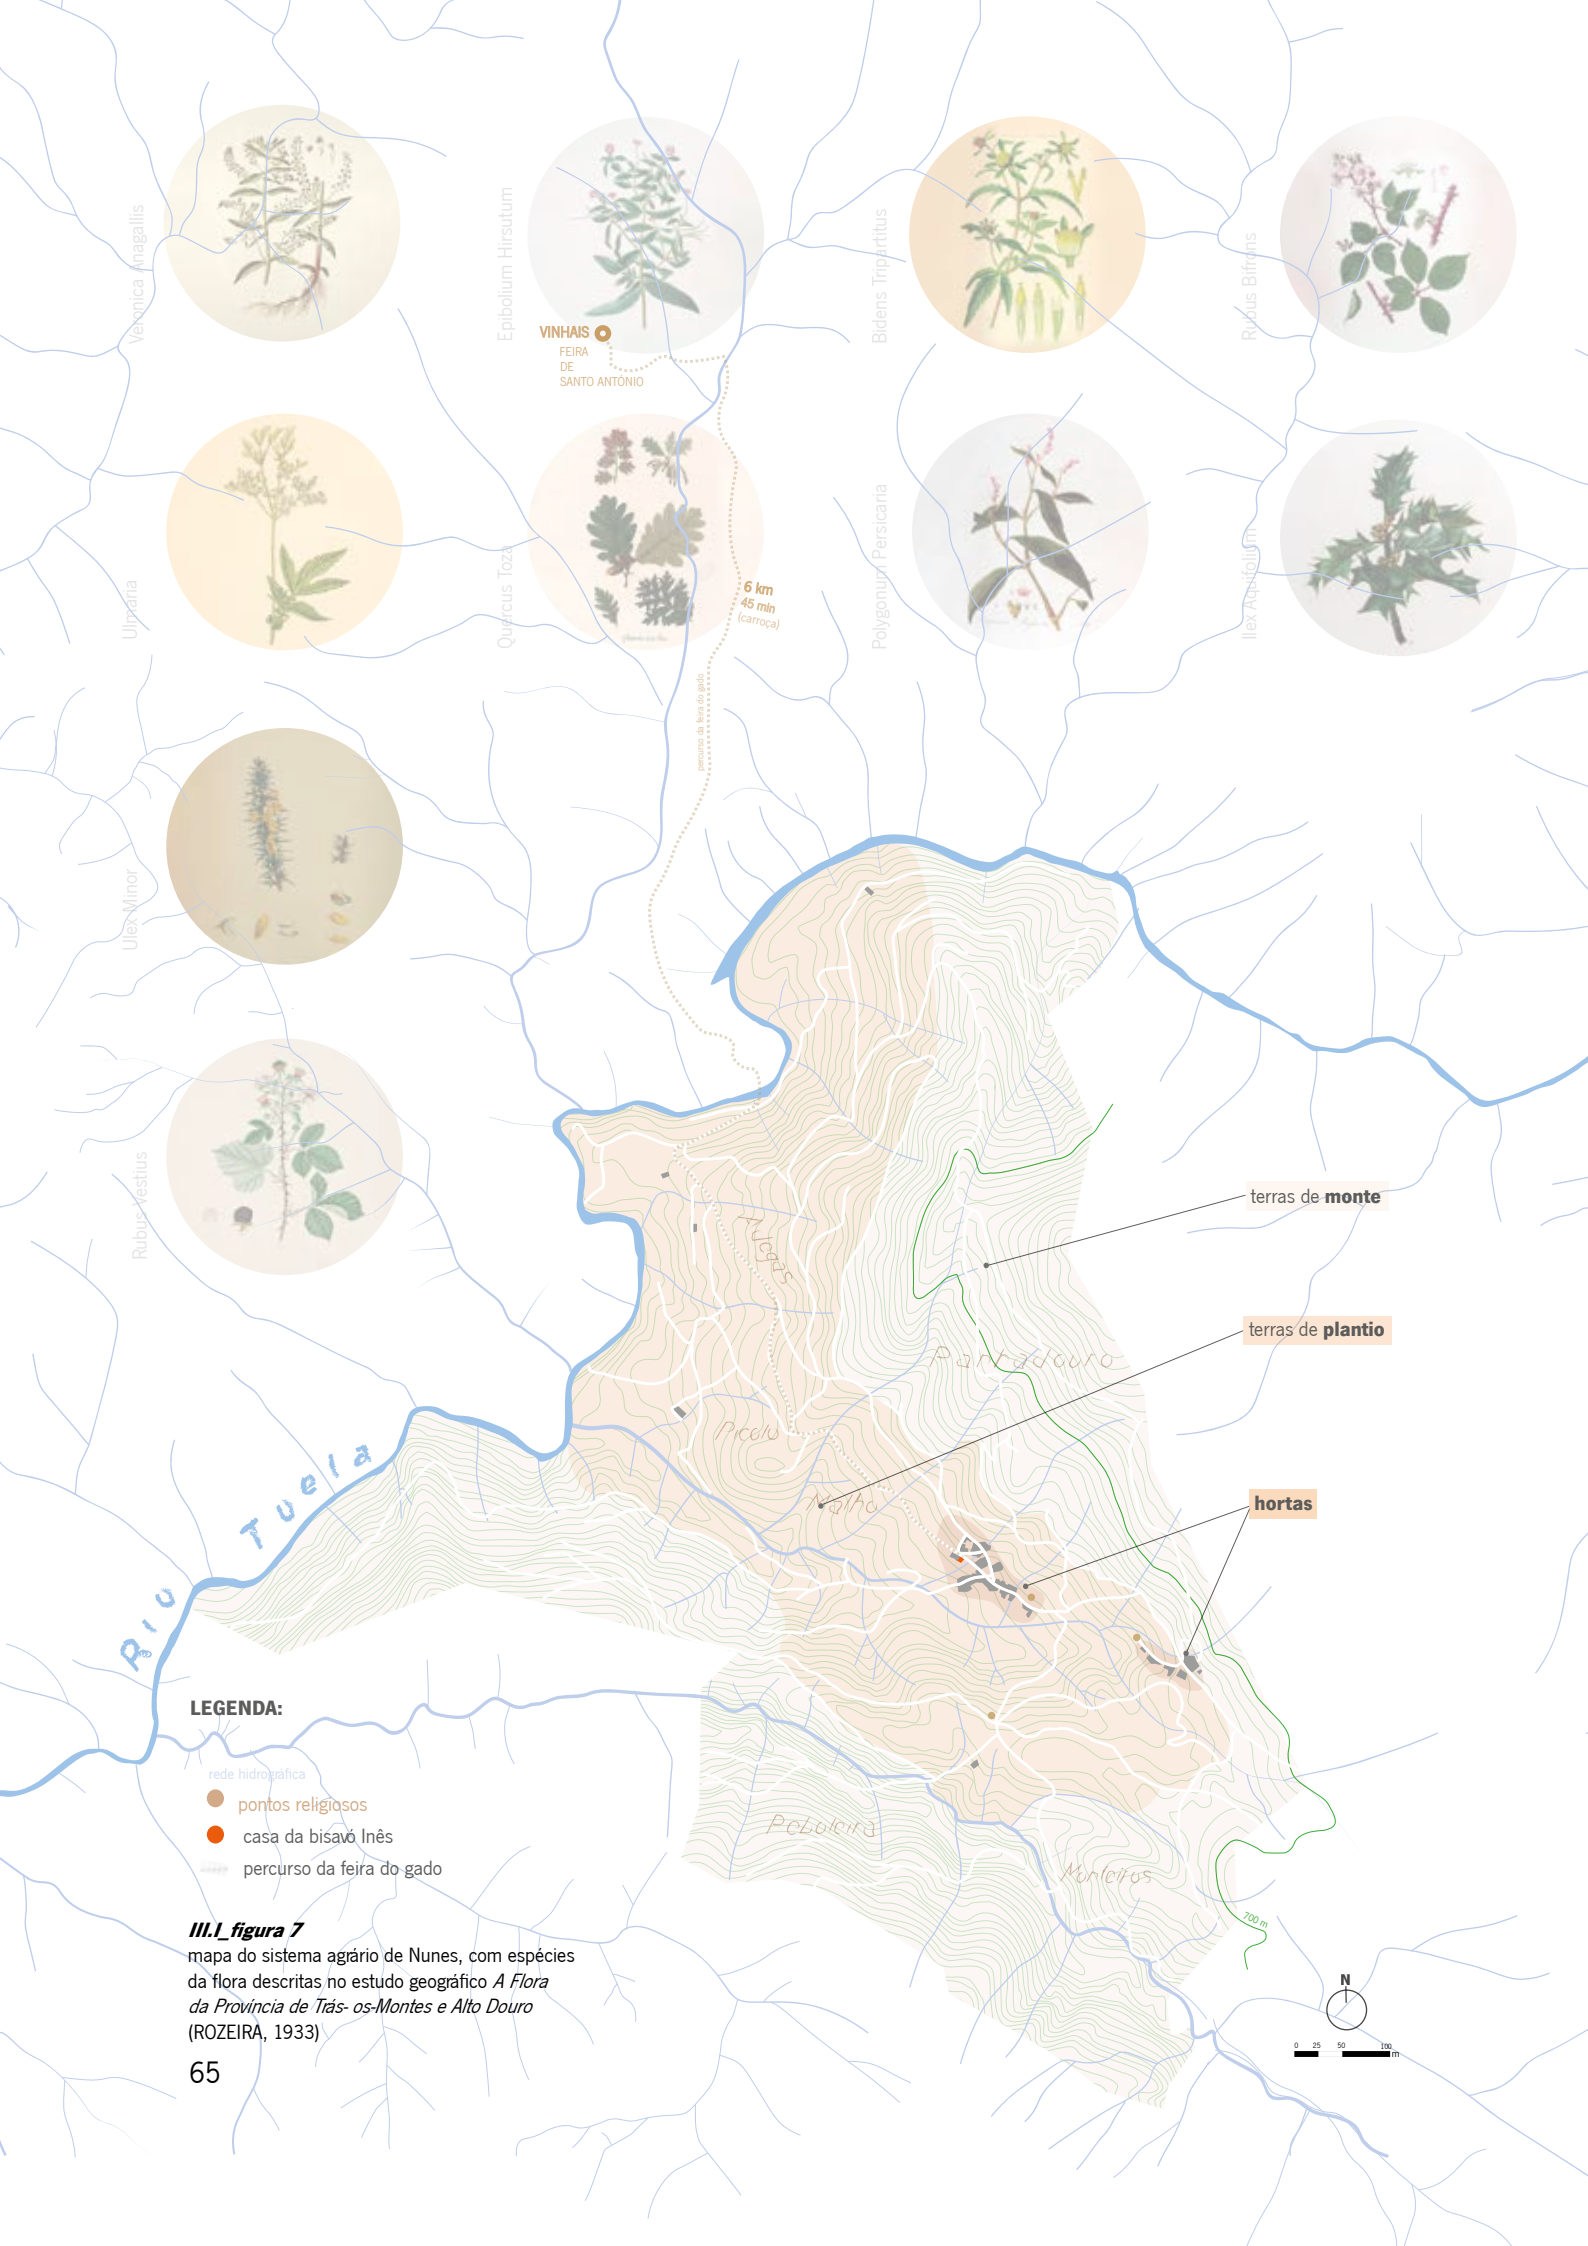 Veronica Anagallis
Epibolium Hirsutum
Bidens Tripartitus
Rubus Bifrons
VINHAIS
FEIRA
DE
SANTO ANTÓNIO
Ulmaria
Quercus Toza
Polygonum Persicaria
Ilex Aquifolium
6 km
45 min
(carroça)
percurso da feira do gado
Ulex Minor
Rubus Vestius
terras de monte
Ajegas
terras de plantio
Pantadouro
Picolo
Malho
hortas
Rio Tuela
LEGENDA:
rede hidrográfica
pontos religiosos
casa da bisavó Inês
percurso da feira do gado
Peboleira
Monteiros
700 m
III.I_figura 7
mapa do sistema agrário de Nunes, com espécies
da flora descritas no estudo geográfico A Flora
da Província de Trás- os-Montes e Alto Douro
(ROZEIRA, 1933)
N
0 25 50 100 m
65